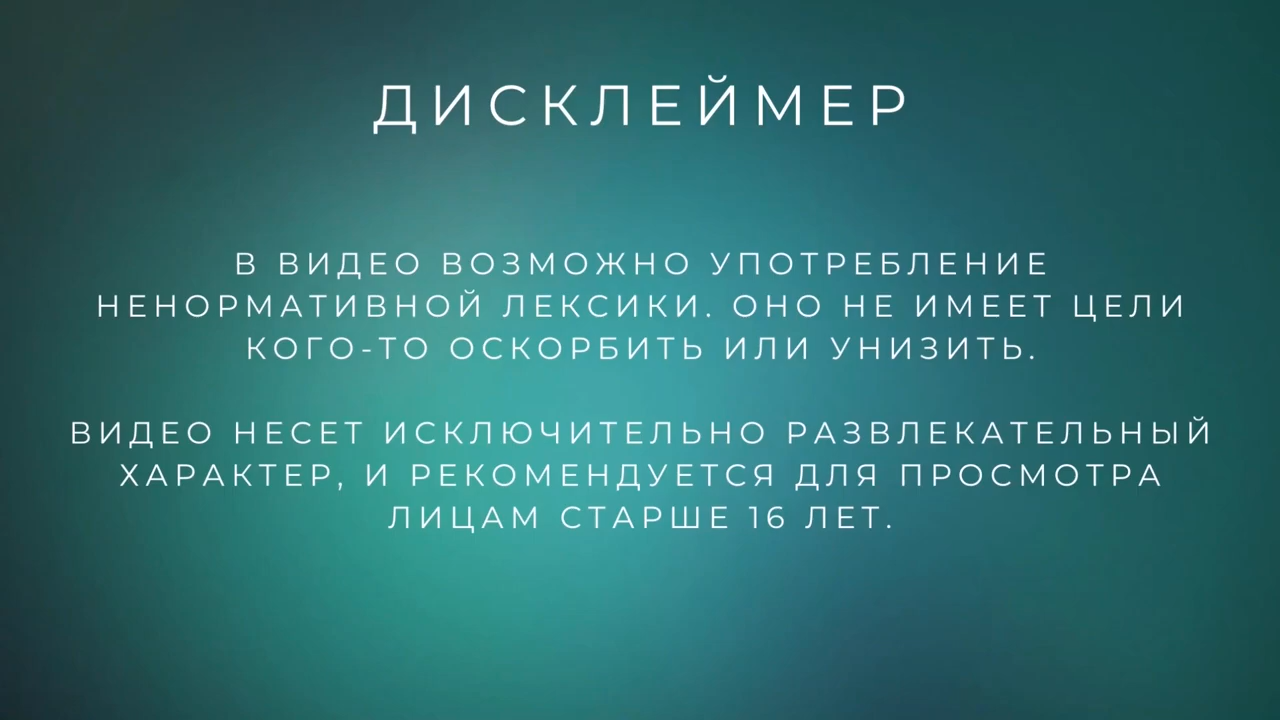 ДИСКЛЕЙМЕР
В ВИДЕО ВОЗМОЖНО УПОТРЕБЛЕНИЕ
НЕНОРМАТИВНОЙ ЛЕКСИКИ. ОНО НЕ ИМЕЕТ ЦЕЛИ
КОГО-ТО ОСКОРБИТЬ ИЛИ УНИЗИТЬ.
ВИДЕО НЕСЕТ ИСКЛЮЧИТЕЛЬНО РАЗВЛЕКАТЕЛЬНЫЙ
ХАРАКТЕР, И РЕКОМЕНДУЕТСЯ ДЛЯ ПРОСМОТРА
ЛИЦАМ СТАРШЕ 16 ЛЕТ.